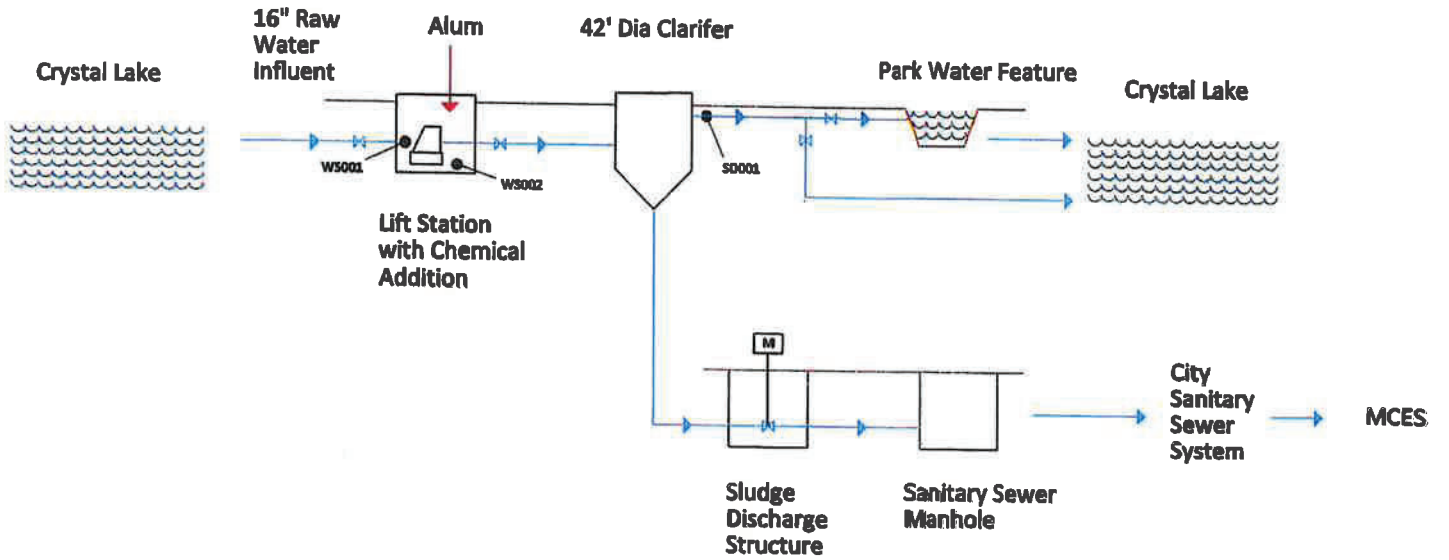 16" Raw
Water
Influent
Alum
42' Dia Clarifer
Crystal Lake
Park Water Feature
Crystal Lake
WS001
WS002
SD001
Lift Station
with Chemical
Addition
M
City
Sanitary
Sewer
System
MCES
Sludge
Discharge
Structure
Sanitary Sewer
Manhole